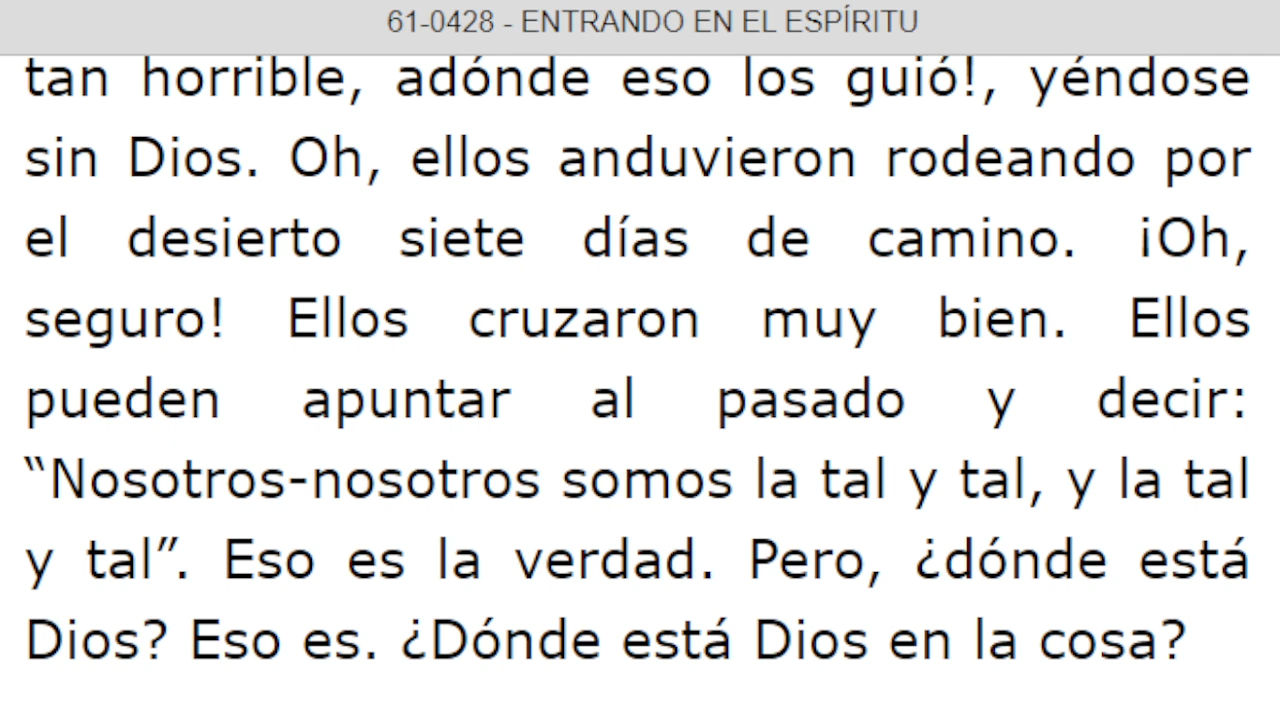 61-0428 - ENTRANDO EN EL ESPÍRITU
tan horrible, adónde eso los guió!, yéndose
sin Dios. Oh, ellos anduvieron rodeando por
el desierto siete días de camino. ¡Oh,
seguro! Ellos cruzaron muy bien. Ellos
pueden apuntar al pasado y decir:
“Nosotros-nosotros somos la tal y tal, y la tal
y tal”. Eso es la verdad. Pero, ¿dónde está
Dios? Eso es. ¿Dónde está Dios en la cosa?